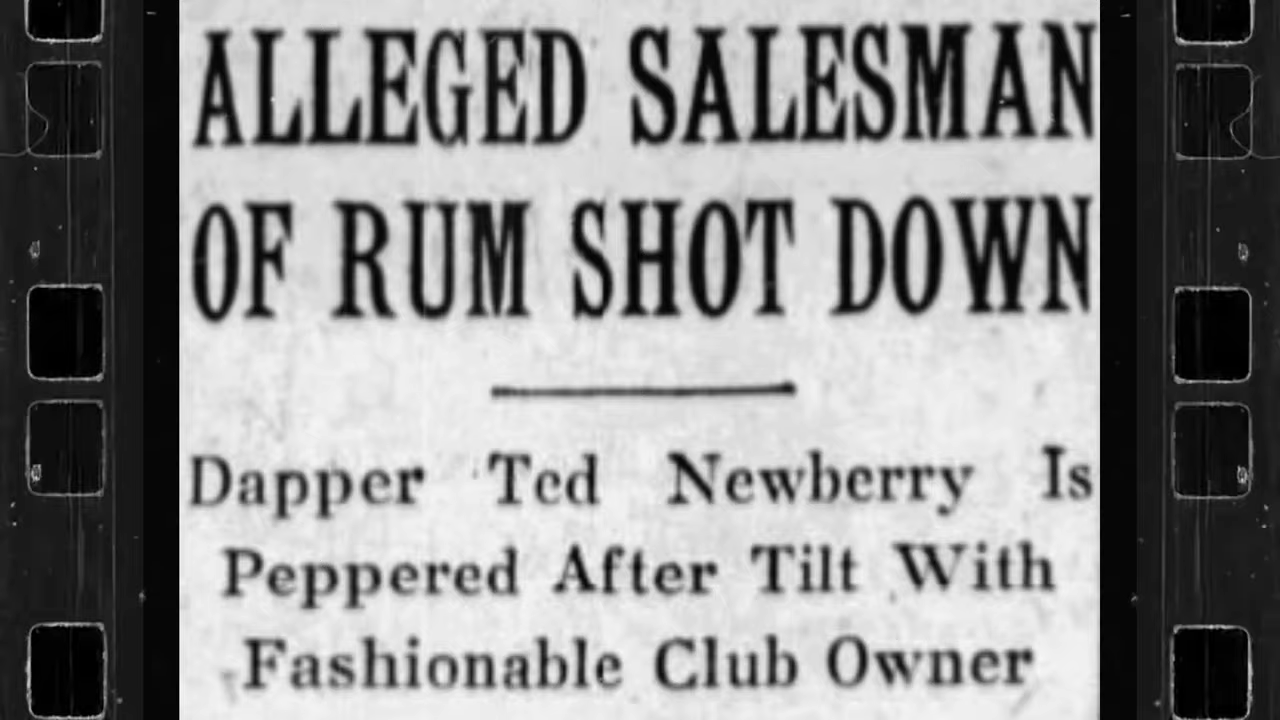 ALLEGED SALESMAN
OF RUM SHOT DOWN
Dapper Ted Newberry Is
Peppered After Tilt With
Fashionable Club Owner